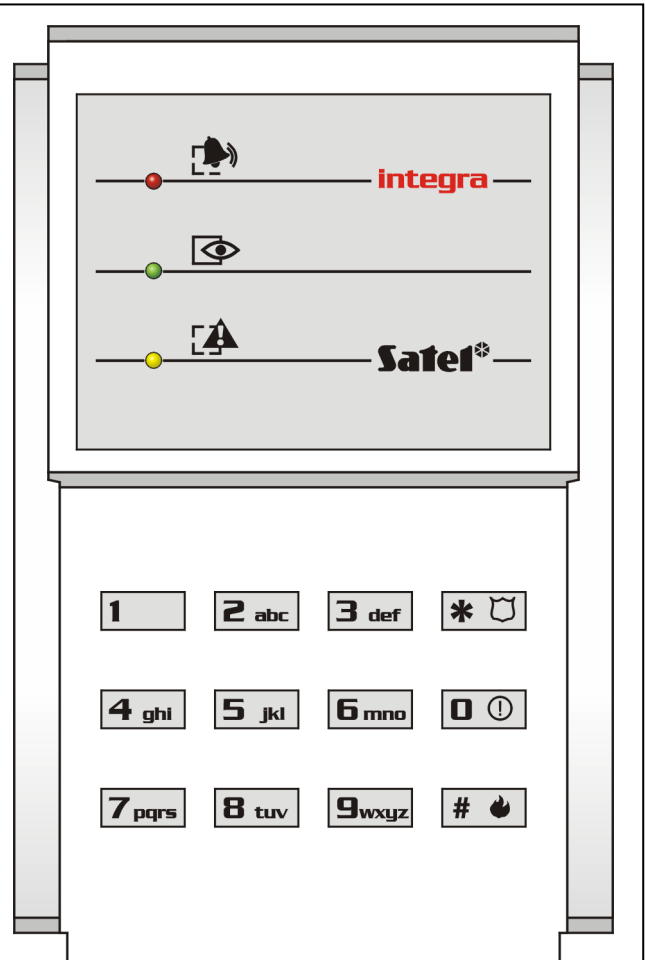 integra
Satel*
1 2 abc 3 def *
4 ghi 5 jkl 6 mno 0
7 pqrs 8 tuv 9 wxyz #